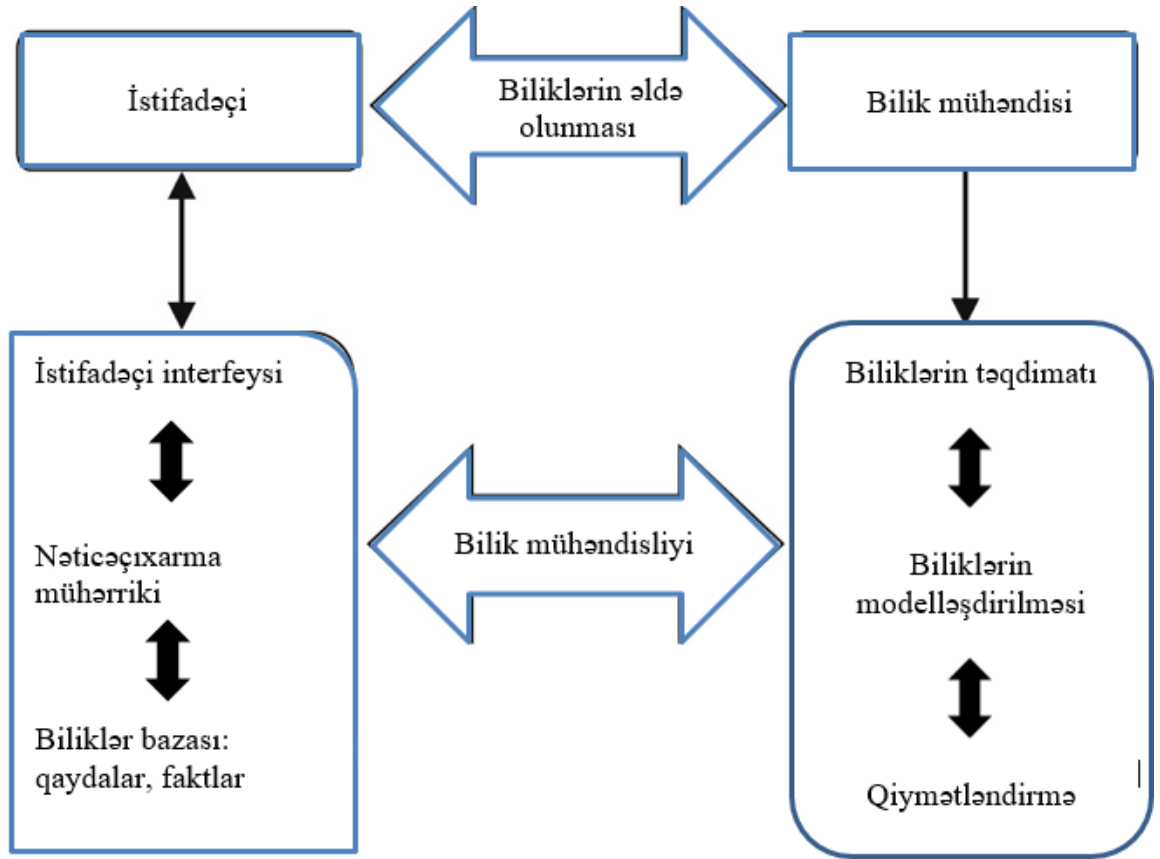 İstifadəçi
Biliklərin əldə
olunması
Bilik mühəndisi
İstifadəçi interfeysi
Nəticəçıxarma
mühərriki
Biliklər bazası:
qaydalar, faktlar
Bilik mühəndisliyi
Biliklərin təqdimatı
Biliklərin
modelləşdirilməsi
Qiymətləndirmə